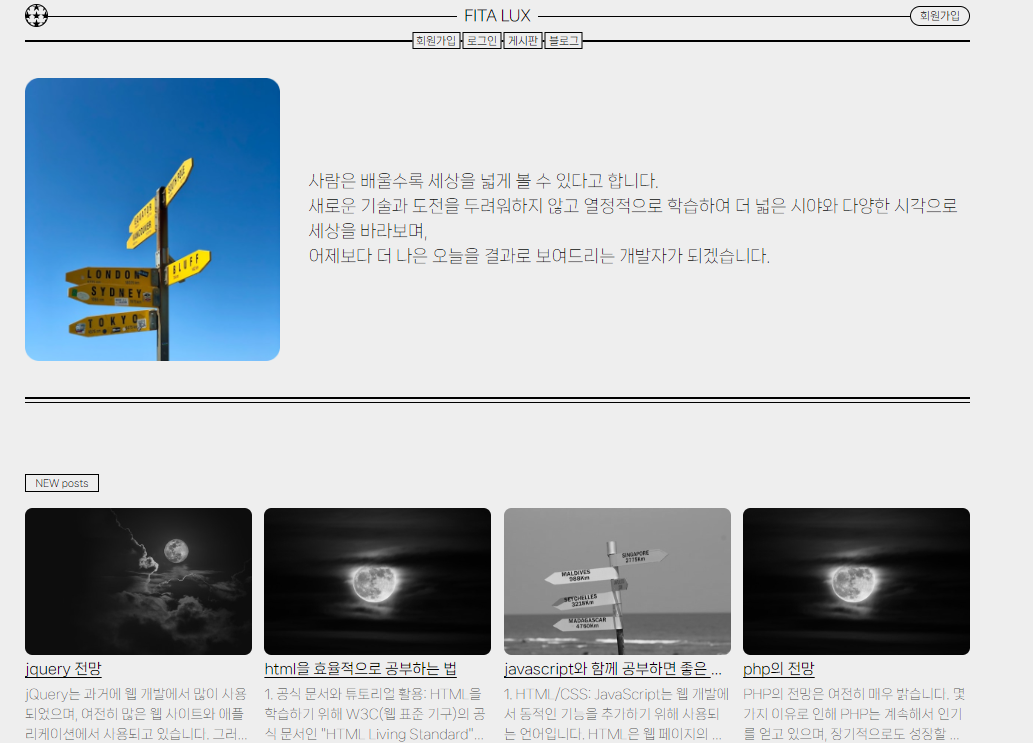 FITA LUX
회원가입
회원가입 로그인 게시판 블로그
SOUTH POLE
EQUATOR
VANCOUVER
BLUFF
LONDON
SYDNEY
TOKYO
사람은 배울수록 세상을 넓게 볼 수 있다고 합니다.
새로운 기술과 도전을 두려워하지 않고 열정적으로 학습하여 더 넓은 시야와 다양한 시각으로
세상을 바라보며,
어제보다 더 나은 오늘을 결과로 보여드리는 개발자가 되겠습니다.
NEW posts
SINGAPORE
MALDIVES
988Km
SEYCHELLES
3216Km
MADAGASCAR
4760Km
jquery 전망
html을 효율적으로 공부하는 법
javascript와 함께 공부하면 좋은 ...
php의 전망
jQuery는 과거에 웹 개발에서 많이 사용
되었으며, 여전히 많은 웹 사이트와 애플
리케이션에서 사용되고 있습니다. 그러...
1. 공식 문서와 튜토리얼 활용: HTML을
학습하기 위해 W3C(웹 표준 기구)의 공
식 문서인 "HTML Living Standard"...
1. HTML/CSS: JavaScript는 웹 개발에
서 동적인 기능을 추가하기 위해 사용되
는 언어입니다. HTML은 웹 페이지의 ...
PHP의 전망은 여전히 매우 밝습니다. 몇
가지 이유로 인해 PHP는 계속해서 인기
를 얻고 있으며, 장기적으로도 성장할 ...